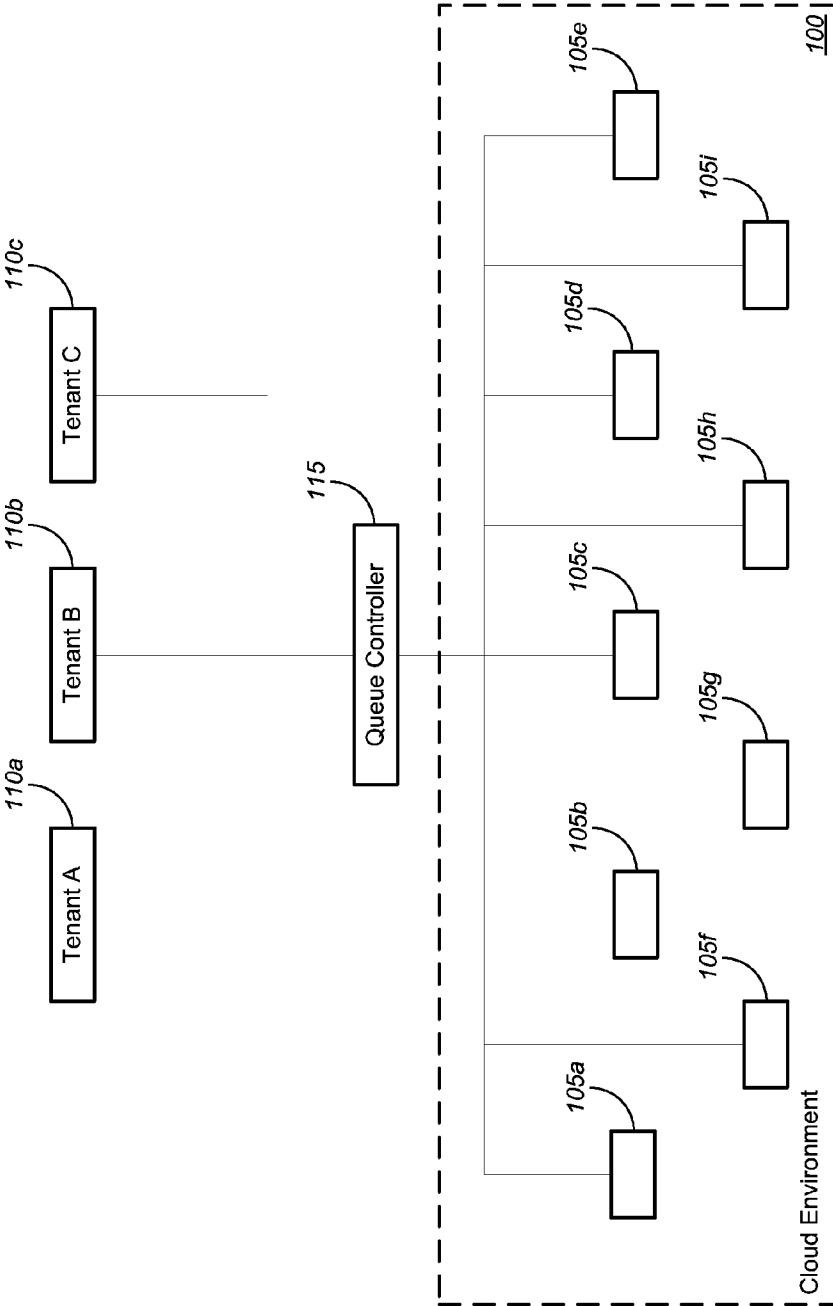 110a
110b
110c
Tenant A
Tenant B
Tenant C
115
Queue Controller
105a
105b
105c
105d
105e
105f
105g
105h
105i
Cloud Environment
100